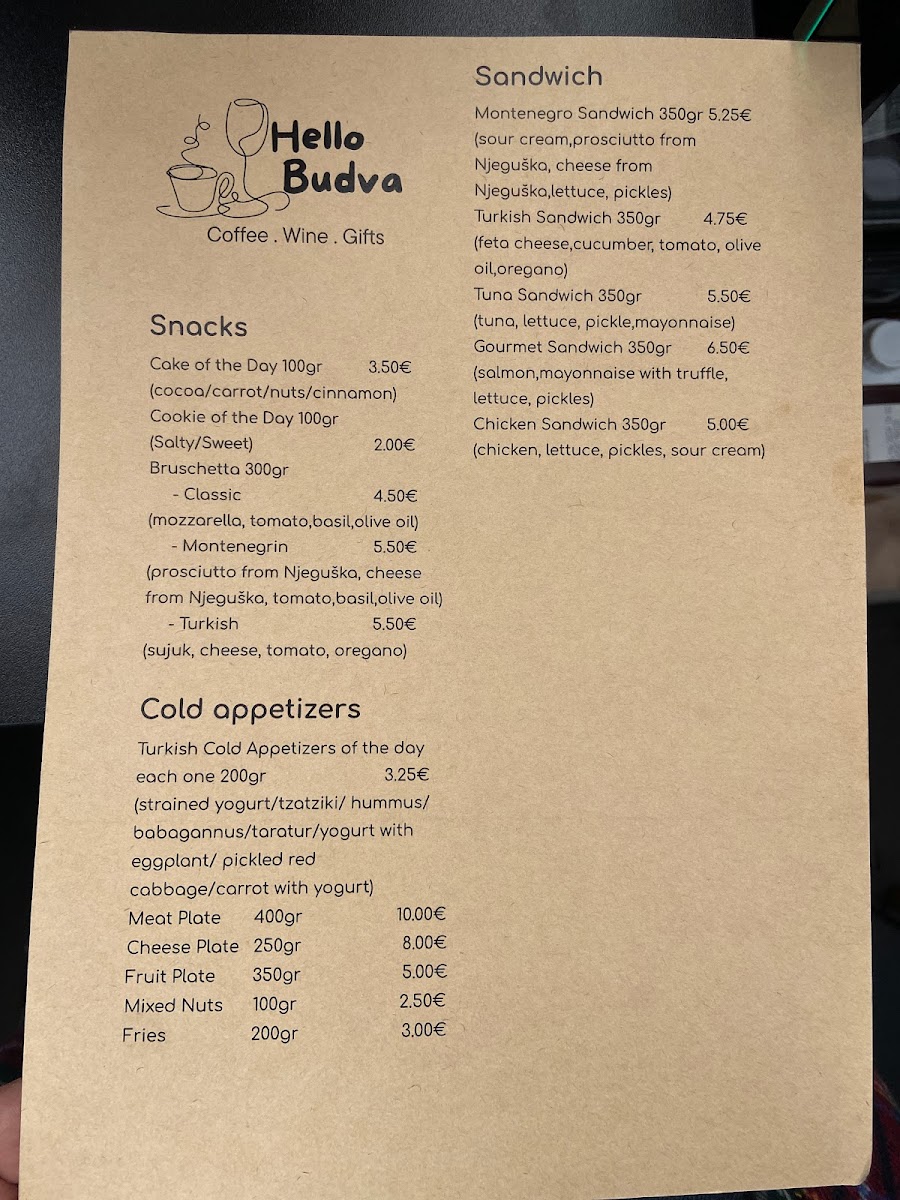 Hello
Budva
Coffee . Wine . Gifts
Snacks
Cake of the Day 100gr 3.50€
(cocoa/carrot/nuts/cinnamon)
Cookie of the Day 100gr
(Salty/Sweet) 2.00€
Bruschetta 300gr
- Classic 4.50€
(mozzarella, tomato,basil,olive oil)
- Montenegrin 5.50€
(prosciutto from Njeguška, cheese
from Njeguška, tomato,basil,olive oil)
- Turkish 5.50€
(sujuk, cheese, tomato, oregano)
Cold appetizers
Turkish Cold Appetizers of the day
each one 200gr 3.25€
(strained yogurt/tzatziki/ hummus/
babagannus/taratur/yogurt with
eggplant/ pickled red
cabbage/carrot with yogurt)
Meat Plate 400gr 10.00€
Cheese Plate 250gr 8.00€
Fruit Plate 350gr 5.00€
Mixed Nuts 100gr 2.50€
Fries 200gr 3.00€
Sandwich
Montenegro Sandwich 350gr 5.25€
(sour cream,prosciutto from
Njeguška, cheese from
Njeguška,lettuce, pickles)
Turkish Sandwich 350gr 4.75€
(feta cheese,cucumber, tomato, olive
oil,oregano)
Tuna Sandwich 350gr 5.50€
(tuna, lettuce, pickle,mayonnaise)
Gourmet Sandwich 350gr 6.50€
(salmon,mayonnaise with truffle,
lettuce, pickles)
Chicken Sandwich 350gr 5.00€
(chicken, lettuce, pickles, sour cream)